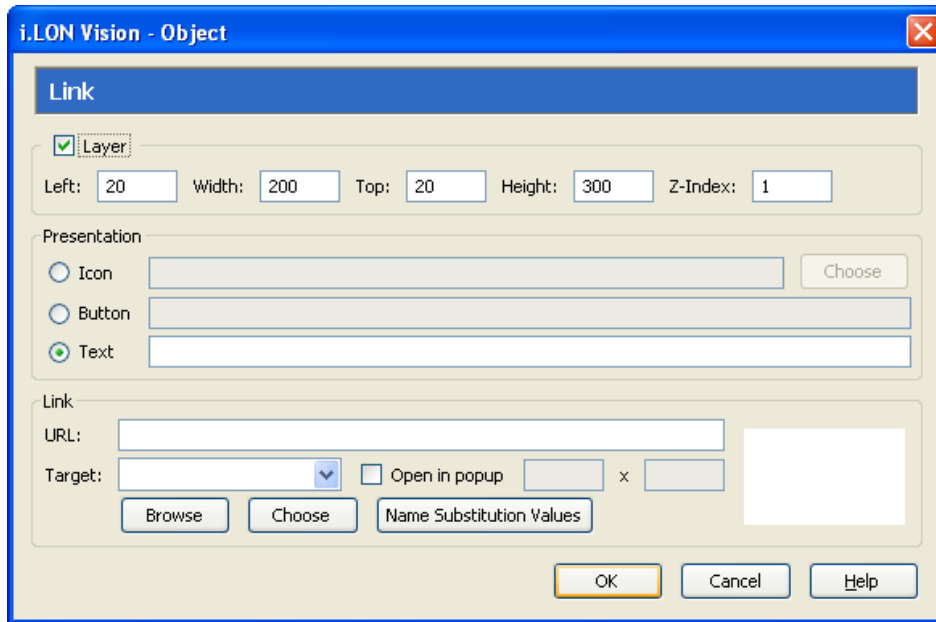 i.LON Vision - Object
Link
Layer
Left: 20 Width: 200 Top: 20 Height: 300 Z-Index: 1
Presentation
Icon Choose
Button
Text
Link
URL:
Target: Open in popup x
Browse Choose Name Substitution Values
OK Cancel Help